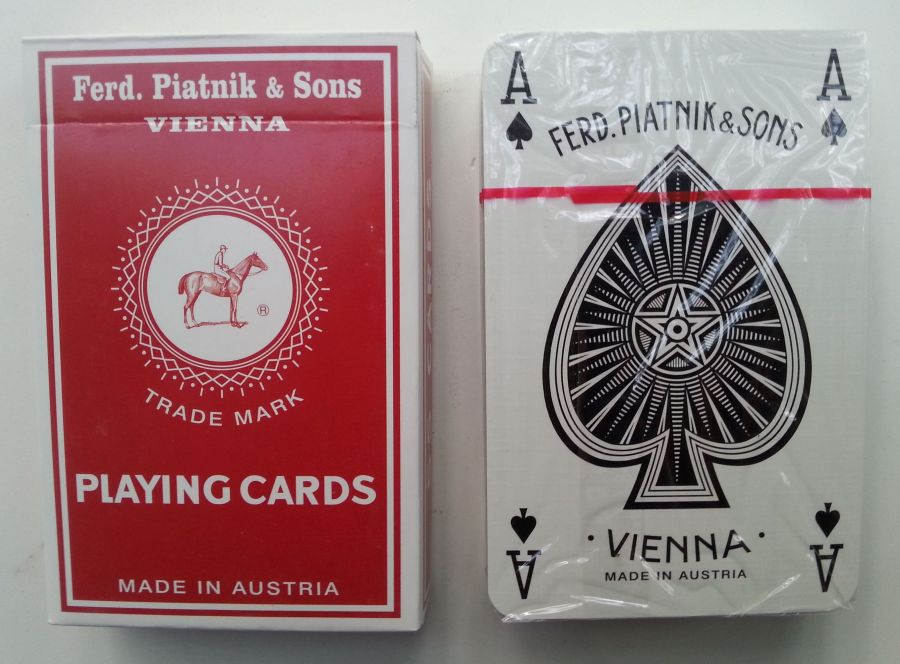 Ferd. Piatnik & Sons
VIENNA
®
TRADE MARK
PLAYING CARDS
MADE IN AUSTRIA
A A
FERD. PIATNIK & SONS
· VIENNA ·
MADE IN AUSTRIA
A A